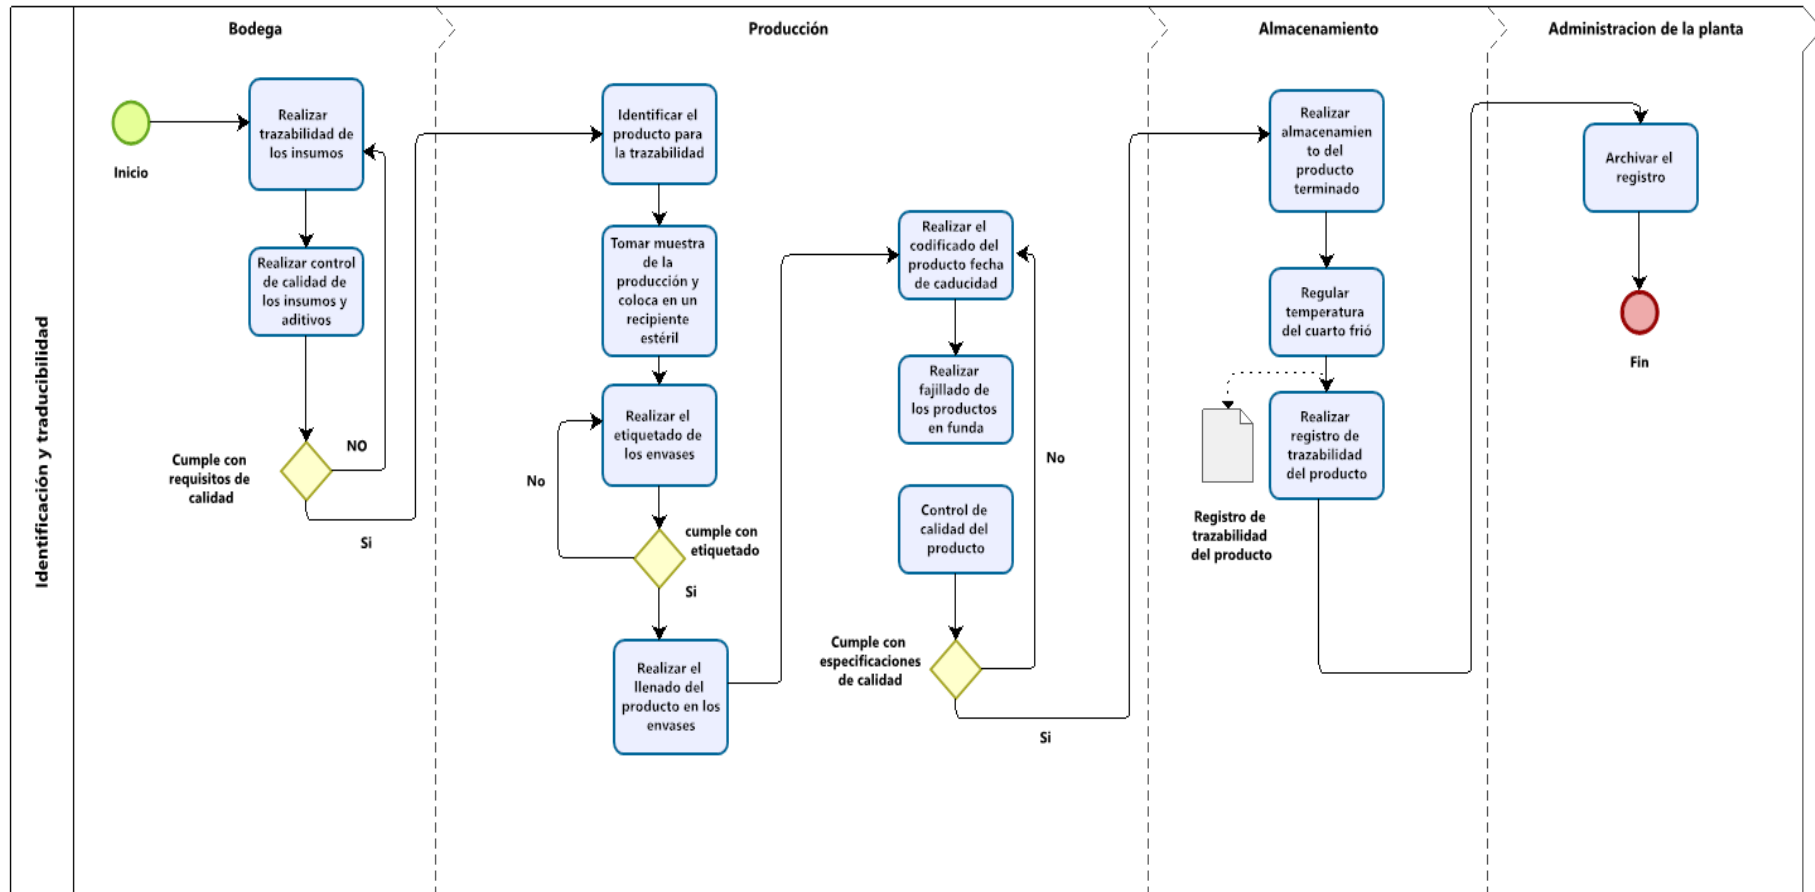 Identificación y traducibilidad
Bodega
Producción
Almacenamiento
Administracion de la planta
Inicio
Realizar
trazabilidad de
los insumos
Realizar control
de calidad de
los insumos y
aditivos
Cumple con
requisitos de
calidad
NO
Si
Identificar el
producto para
la trazabilidad
Tomar muestra
de la
producción y
coloca en un
recipiente
estéril
Realizar el
etiquetado de
los envases
No
cumple con
etiquetado
Si
Realizar el
llenado del
producto en los
envases
Realizar el
codificado del
producto fecha
de caducidad
Realizar
fajillado de
los productos
en funda
No
Control de
calidad del
producto
Cumple con
especificaciones
de calidad
Si
Realizar
almacenamien
to del
producto
terminado
Regular
temperatura
del cuarto frió
Realizar
registro de
trazabilidad
del producto
Registro de
trazabilidad
del producto
Archivar el
registro
Fin